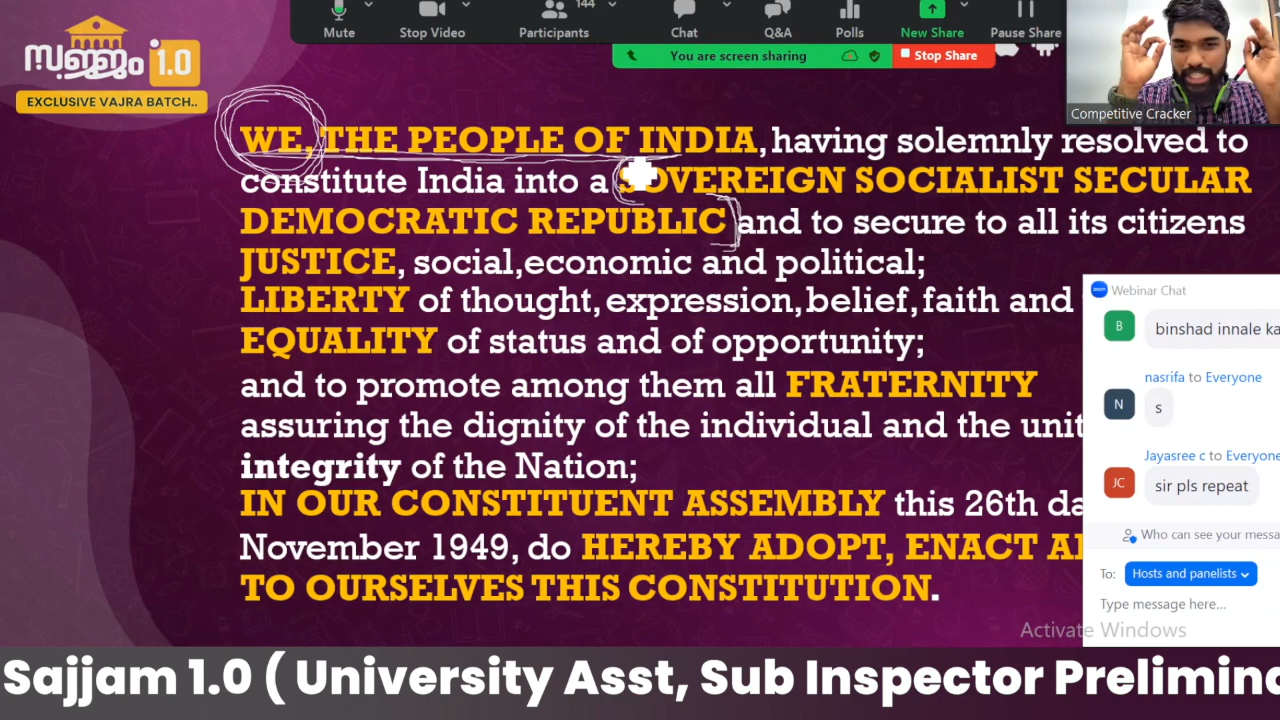 സജ്ജം 1.0
EXCLUSIVE VAJRA BATCH..
Mute
Stop Video
144
Participants
Chat
Q&A
Polls
New Share
Pause Share
You are screen sharing
Stop Share
Competitive Cracker
WE, THE PEOPLE OF INDIA, having solemnly resolved to
constitute India into a SOVEREIGN SOCIALIST SECULAR
DEMOCRATIC REPUBLIC and to secure to all its citizens
JUSTICE, social,economic and political;
LIBERTY of thought, expression, belief, faith and
EQUALITY of status and of opportunity;
and to promote among them all FRATERNITY
assuring the dignity of the individual and the unit
integrity of the Nation;
IN OUR CONSTITUENT ASSEMBLY this 26th da
November 1949, do HEREBY ADOPT, ENACT
TO OURSELVES THIS CONSTITUTION.
zoom Webinar Chat
B
binshad innale ka
nasrifa to Everyone
N
s
Jayasree c to Everyone
JC
sir pls repeat
Who can see your messa
To: Hosts and panelists
Type message here...
Activate Windows
Sajjam 1.0 ( University Asst, Sub Inspector Prelimina